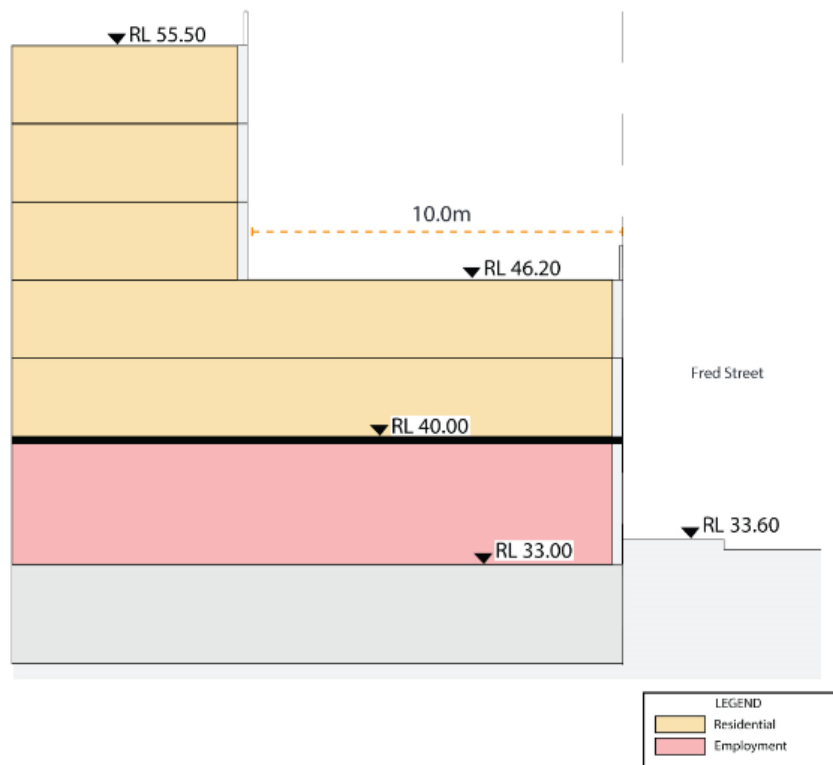 RL 55.50
10.0m
RL 46.20
Fred Street
RL 40.00
RL 33.60
RL 33.00
LEGEND
Residential
Employment